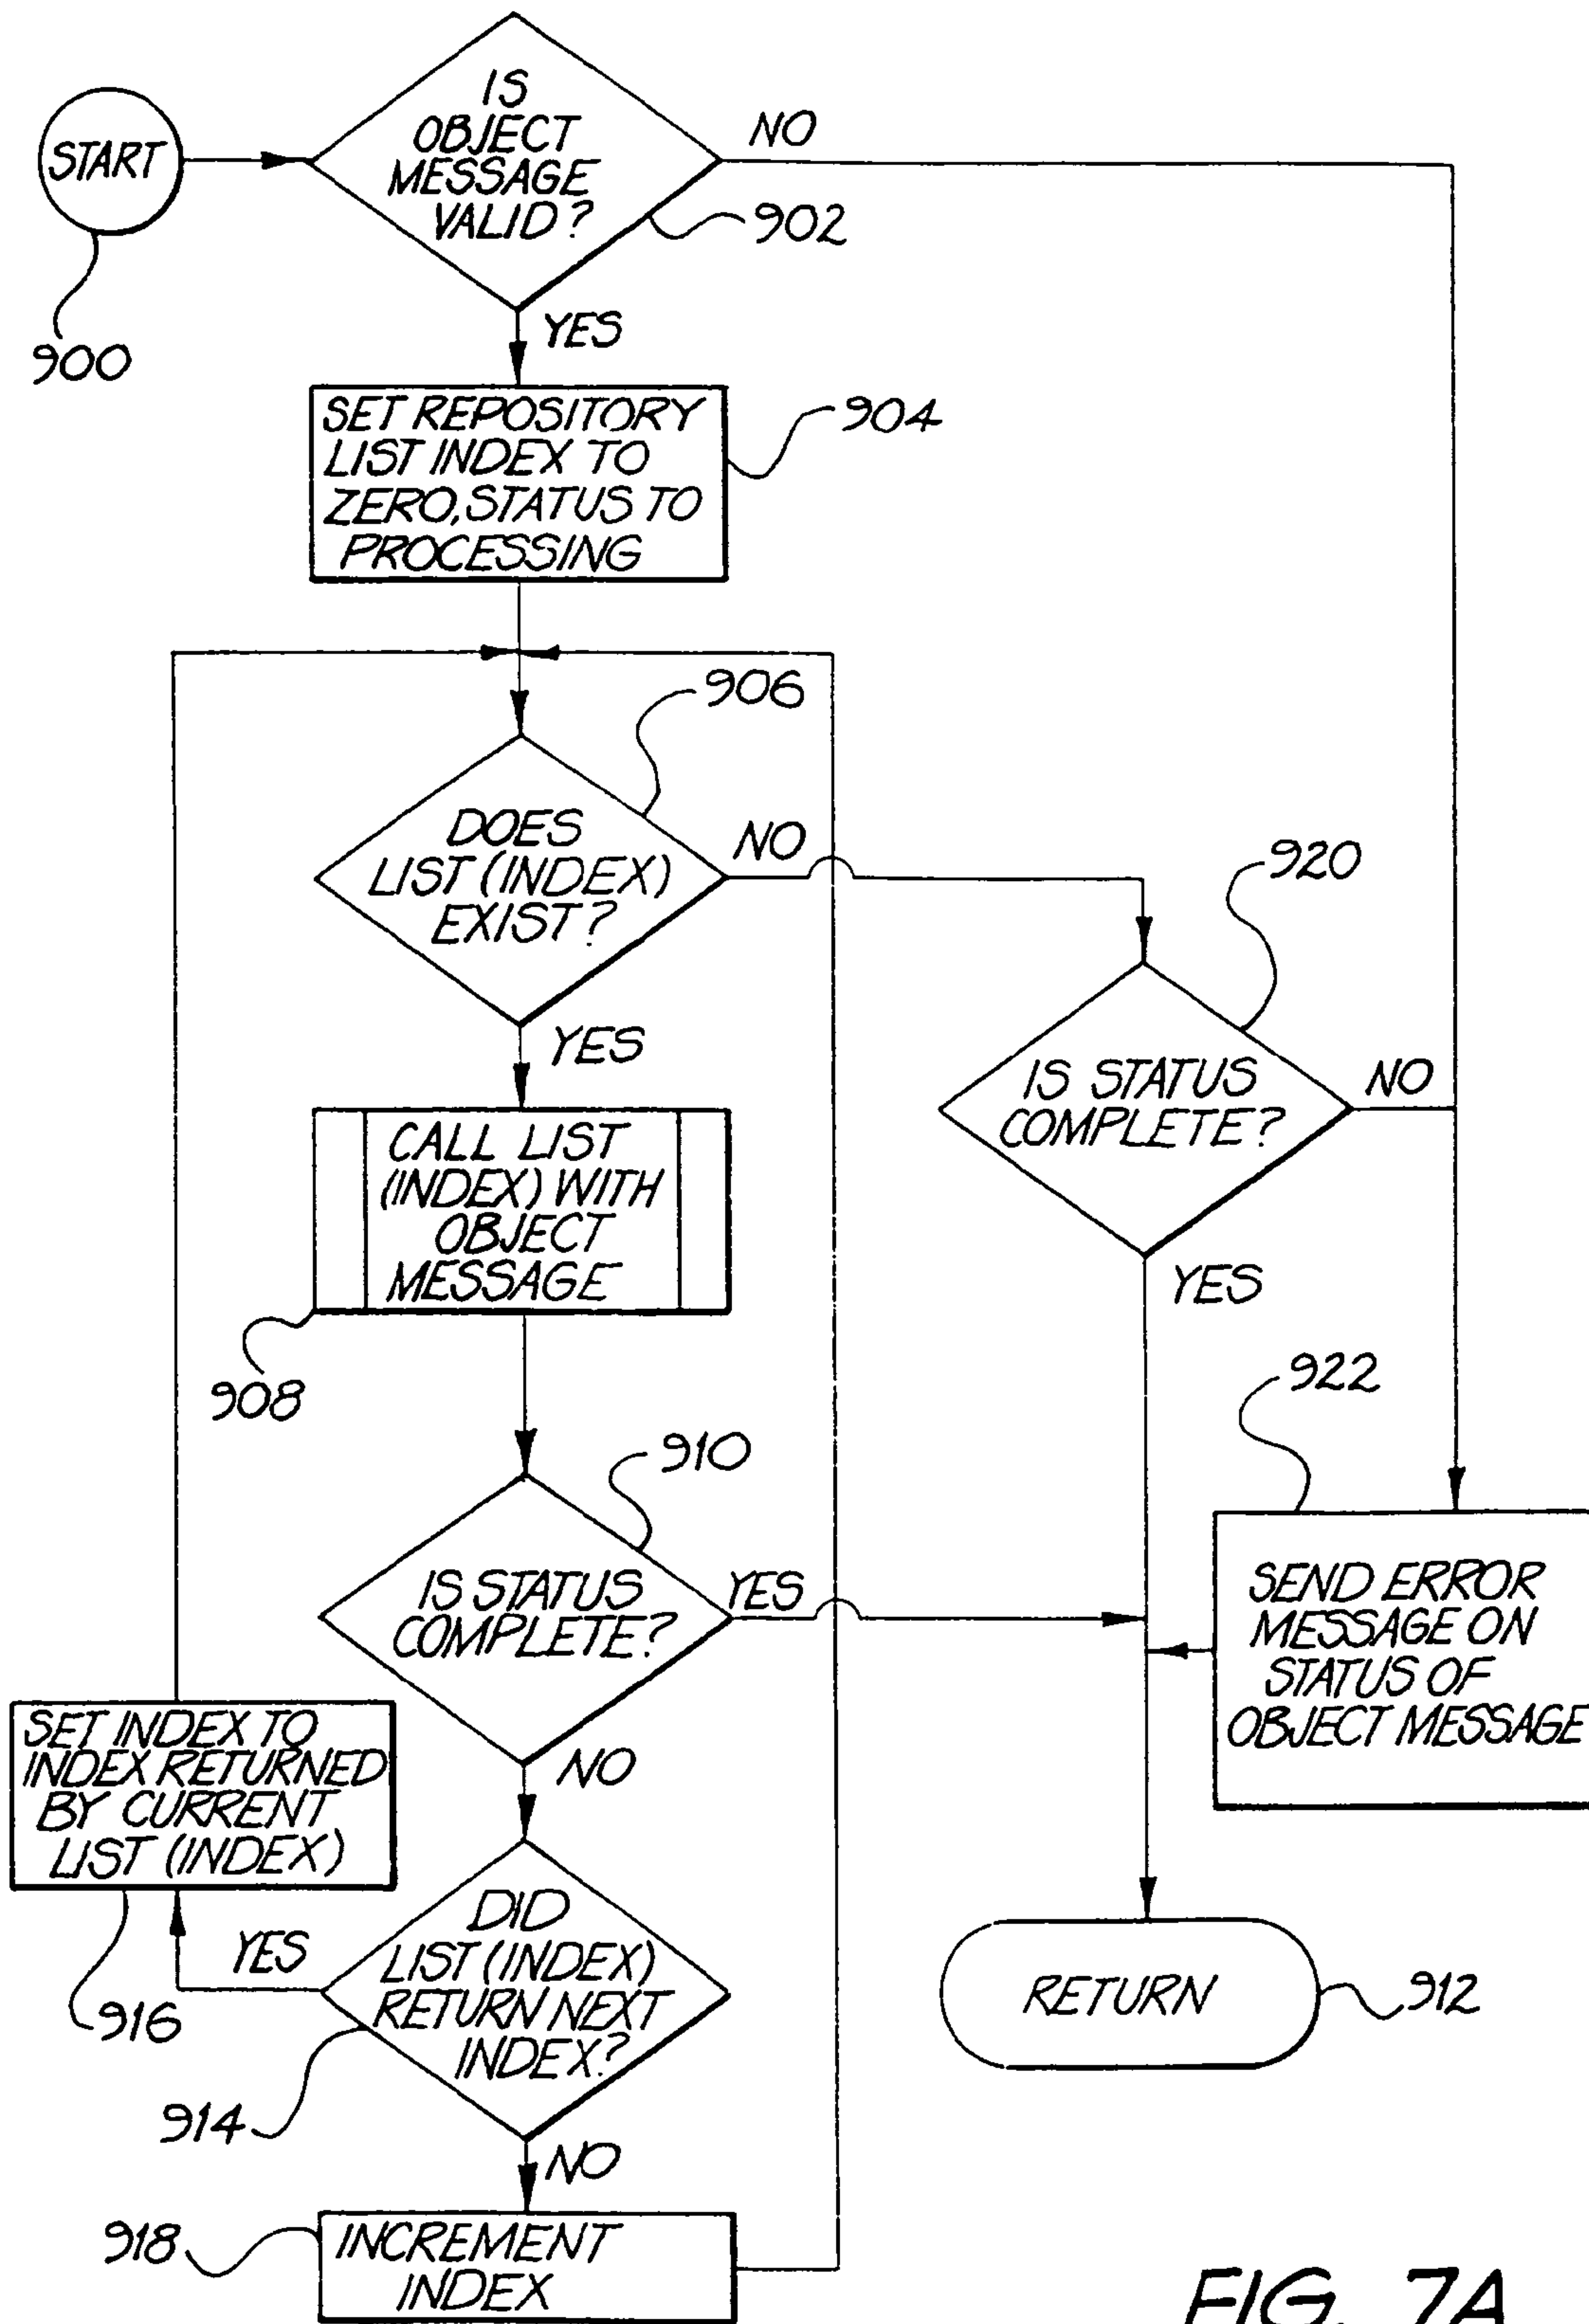 START
900
IS
OBJECT
MESSAGE
VALID?
902
NO
YES
SET REPOSITORY
LIST INDEX TO
ZERO, STATUS TO
PROCESSING
904
906
DOES
LIST (INDEX)
EXIST?
NO
YES
920
IS STATUS
COMPLETE?
NO
YES
CALL LIST
(INDEX) WITH
OBJECT
MESSAGE
908
910
IS STATUS
COMPLETE?
YES
NO
922
SEND ERROR
MESSAGE ON
STATUS OF
OBJECT MESSAGE
SET INDEX TO
INDEX RETURNED
BY CURRENT
LIST (INDEX)
916
YES
DID
LIST (INDEX)
RETURN NEXT
INDEX?
914
NO
RETURN
912
918
INCREMENT
INDEX
FIG. 7A